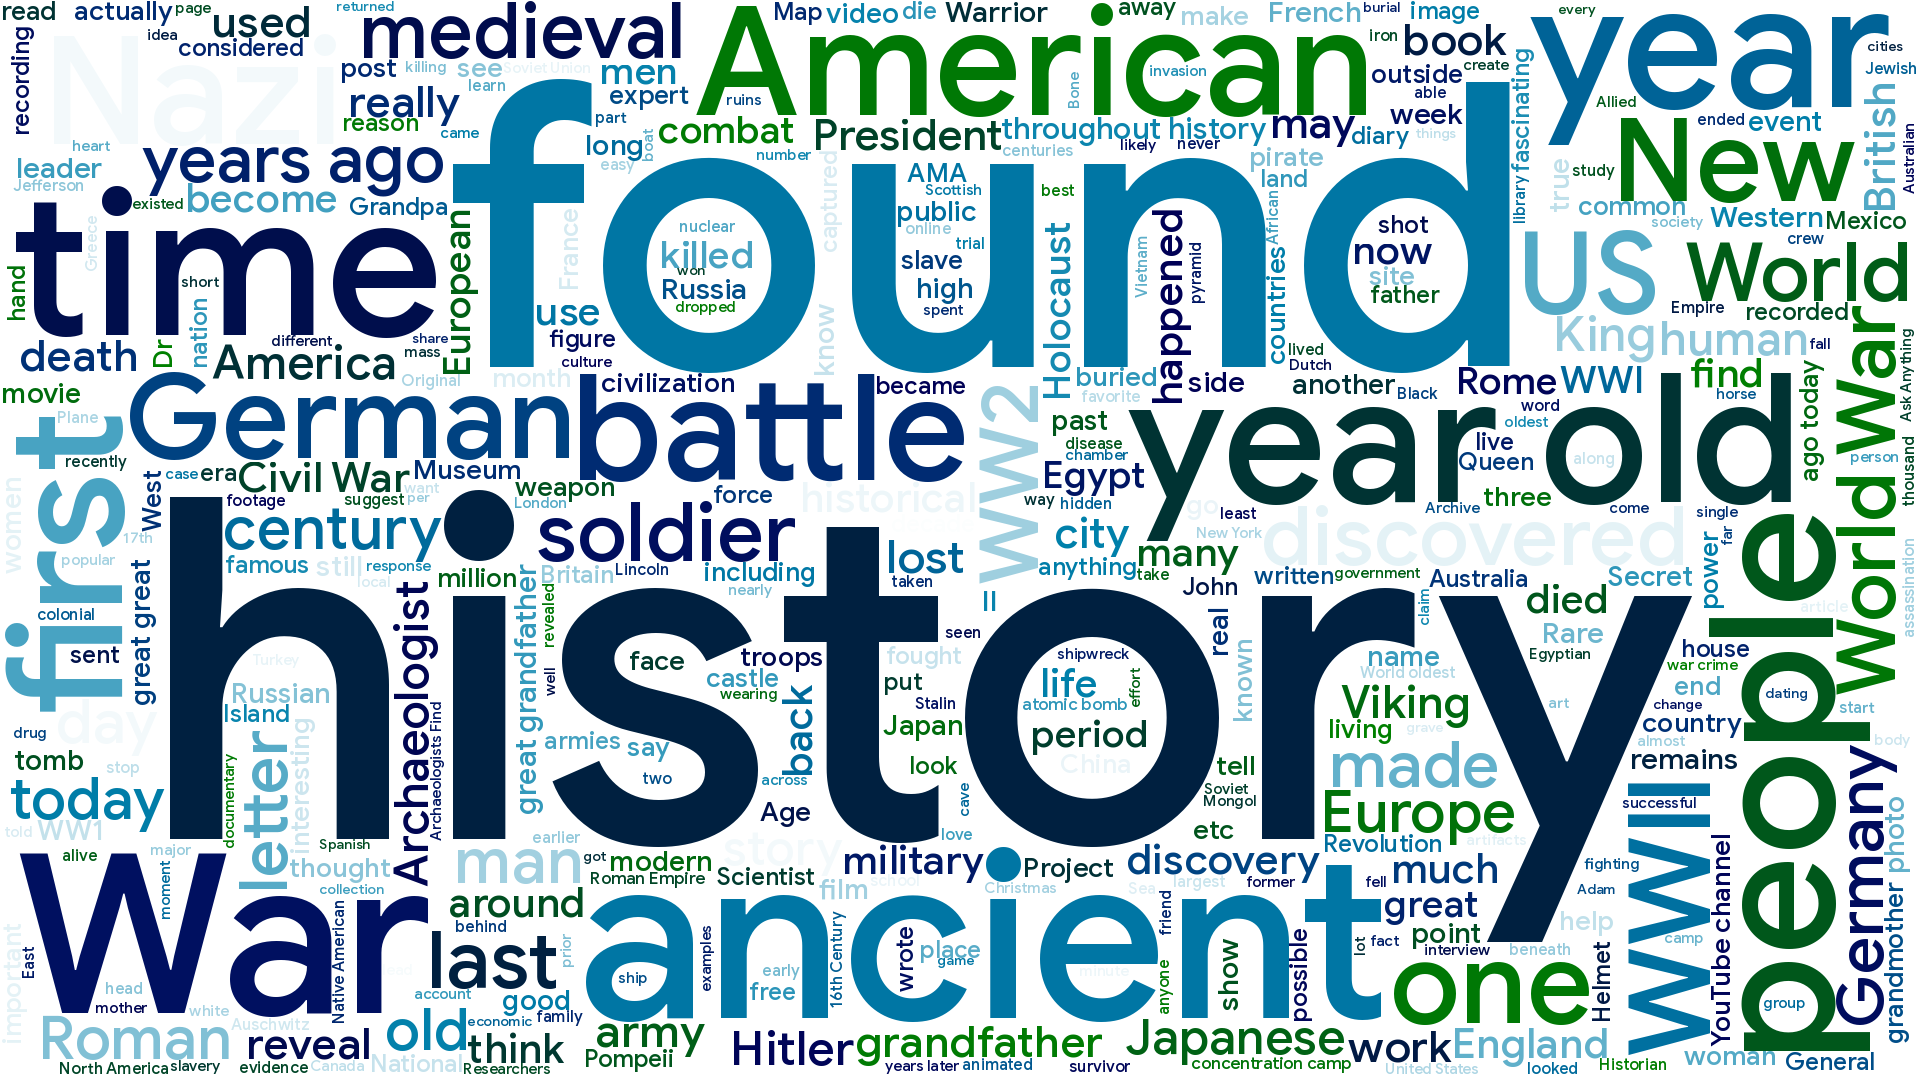 read
actually
page
returned
idea
used
considered
medieval
American
Map
video
die
Warrior
away
make
French
burial
image
every
year
cities
Jewish
recording
Nazi
post
killing
see
Soviet Union
learn
men
expert
really
reason
came
part
ruins
Bone
invasion
iron
book
outside
create
able
week
fascinating
Allied
ended
event
British
Australian
heart
leader
Jefferson
years ago
long
boat
easy
combat
number
President
throughout history
centuries
likely
never
may
diary
things
pirate
land
library
true
study
New
existed
become
Grandpa
found
captured
AMA
Scottish
public
online
trial
best
African
common
society
Western
Mexico
crew
time
Greece
European
France
nuclear
killed
won
Russia
dropped
slave
high
spent
Holocaust
Vietnam
happened
pyramid
countries
shot
now
site
father
US
World
Empire
recorded
hand
short
nation
Dr
different
share
mass
use
figure
culture
know
lived
Dutch
King
human
fall
World War
Ask Anything
death
America
Original
month
civilization
became
buried
favorite
side
another
Black
Rome
word
WWI
find
horse
movie
Plane
German
battle
WW2
past
disease
chamber
year old
oldest
live
Queen
along
ago today
person
thousand
first
recently
women
West
case
era
Civil War
Museum
footage
suggest
want
per
weapon
London
force
historical
Egypt
way
hidden
three
least
go
New York
Archive
come
single
far
discovered
17th
popular
century
famous
still
local
response
soldier
million
Britain
Lincoln
including
nearly
lost
taken
city
anything
many
take
II
John
written
government
Australia
Secret
power
people
article
assassination
colonial
sent
great great
history
Archaeologist
great grandfather
revealed
well
face
troops
castle
wearing
seen
fought
put
shipwreck
life
atomic bomb
effort
real
known
claim
name
World oldest
died
Rare
Egyptian
house
war crime
end
change
dating
start
Turkey
Russian
Island
day
drug
tomb
stop
today
told
WW1
letter
interesting
documentary
Archaeologists Find
armies
say
two
back
across
Stalin
Japan
look
period
China
Viking
living
grave
art
country
almost
remains
body
tell
Soviet
Mongol
cave
made
Europe
successful
WWII
Germany
alive
major
Spanish
thought
collection
earlier
Age
love
etc
Revolution
artifacts
War
moment
man
got
modern
Roman Empire
story
Scientist
military
film
school
Project
Christmas
discovery
Sea
largest
former
much
fell
fighting
Adam
YouTube channel
grandmother
photo
important
East
Native American
around
behind
last
prior
ancient
ship
examples
early
free
16th Century
wrote
place
game
minute
friend
anyone
show
possible
lot
fact
great
point
interview
one
help
beneath
Helmet
camp
group
head
mother
white
Auschwitz
account
good
economic
family
Roman
reveal
old
think
army
Pompeii
Hitler
grandfather
Japanese
work
England
woman
General
North America
slavery
evidence
Canada
National
Researchers
years later
animated
survivor
concentration camp
United States
looked
Historian